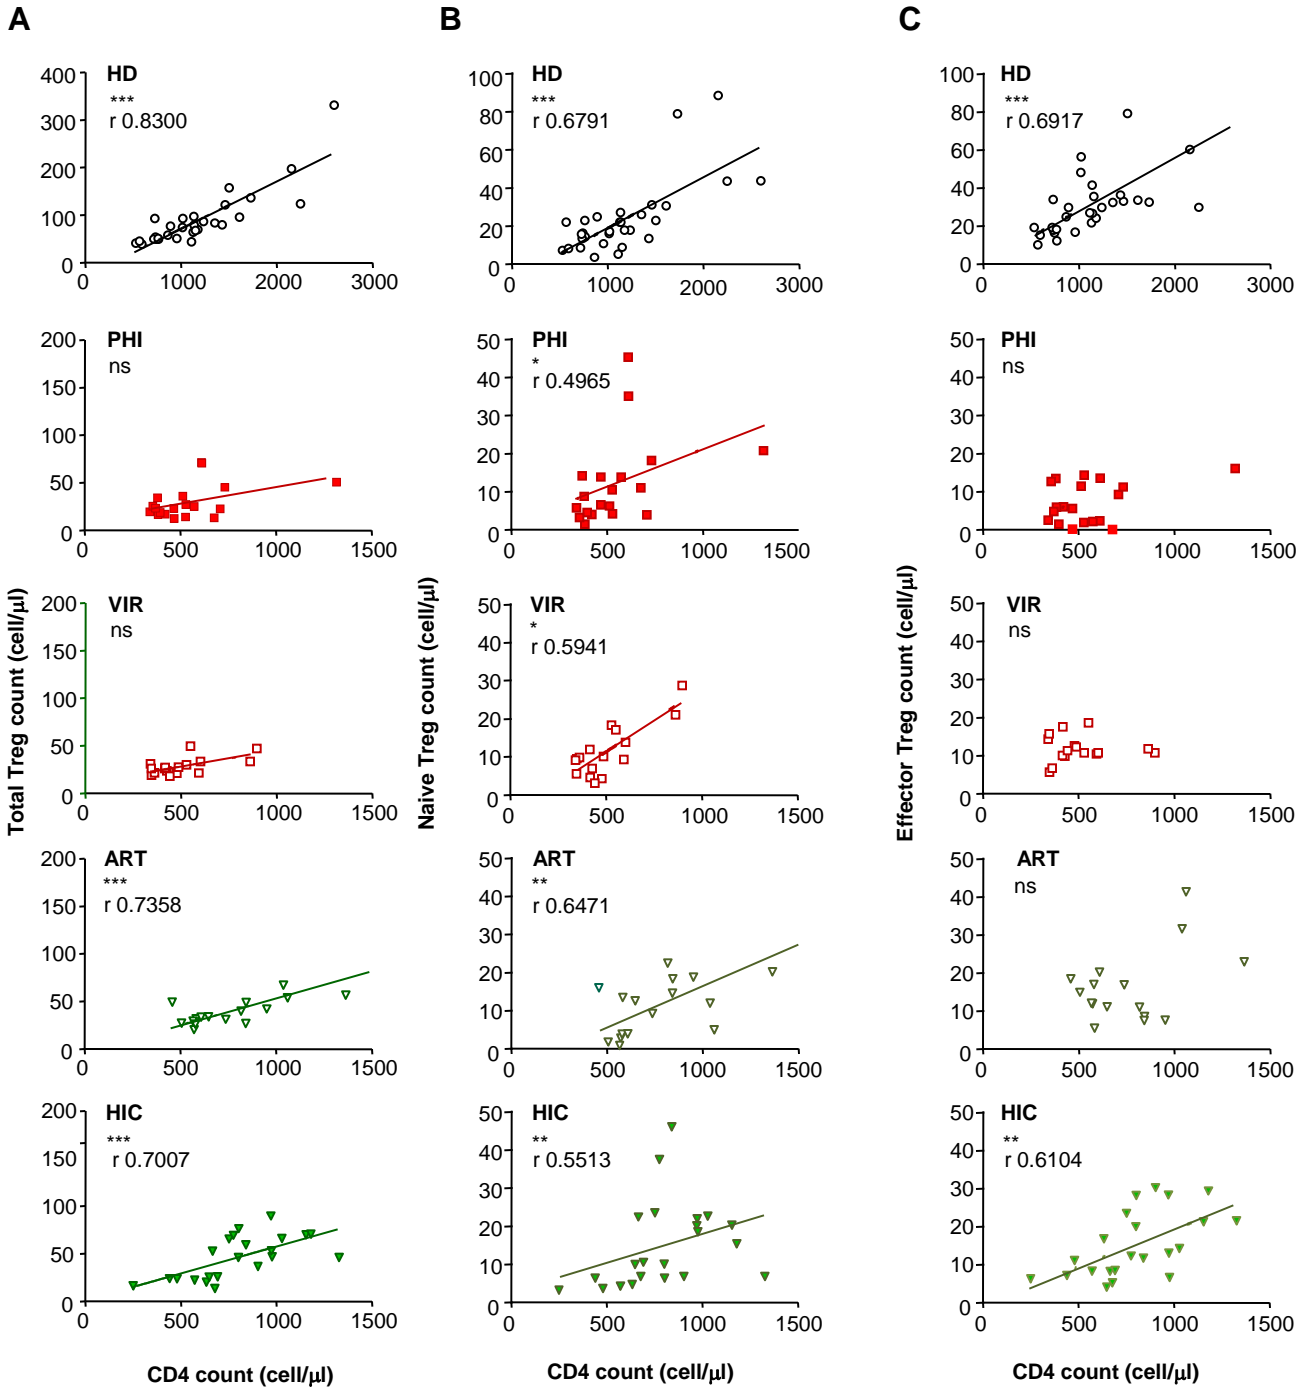 A
B
C
HD
***
r 0.8300
400
300
200
100
0
0 1000 2000 3000
HD
***
r 0.6791
100
80
60
40
20
0
0 1000 2000 3000
HD
***
r 0.6917
100
80
60
40
20
0
0 1000 2000 3000
PHI
ns
200
150
100
50
0
0 500 1000 1500
PHI
*
r 0.4965
50
40
30
20
10
0
0 500 1000 1500
PHI
ns
50
40
30
20
10
0
0 500 1000 1500
Total Treg count (cell/μl)
VIR
ns
200
150
100
50
0
0 500 1000 1500
Naive Treg count (cell/μl)
VIR
*
r 0.5941
50
40
30
20
10
0
0 500 1000 1500
Effector Treg count (cell/μl)
VIR
ns
50
40
30
20
10
0
0 500 1000 1500
ART
***
r 0.7358
200
150
100
50
0
0 500 1000 1500
ART
**
r 0.6471
50
40
30
20
10
0
0 500 1000 1500
ART
ns
50
40
30
20
10
0
0 500 1000 1500
HIC
***
r 0.7007
200
150
100
50
0
0 500 1000 1500
HIC
**
r 0.5513
50
40
30
20
10
0
0 500 1000 1500
HIC
**
r 0.6104
50
40
30
20
10
0
0 500 1000 1500
CD4 count (cell/μl)
CD4 count (cell/μl)
CD4 count (cell/μl)